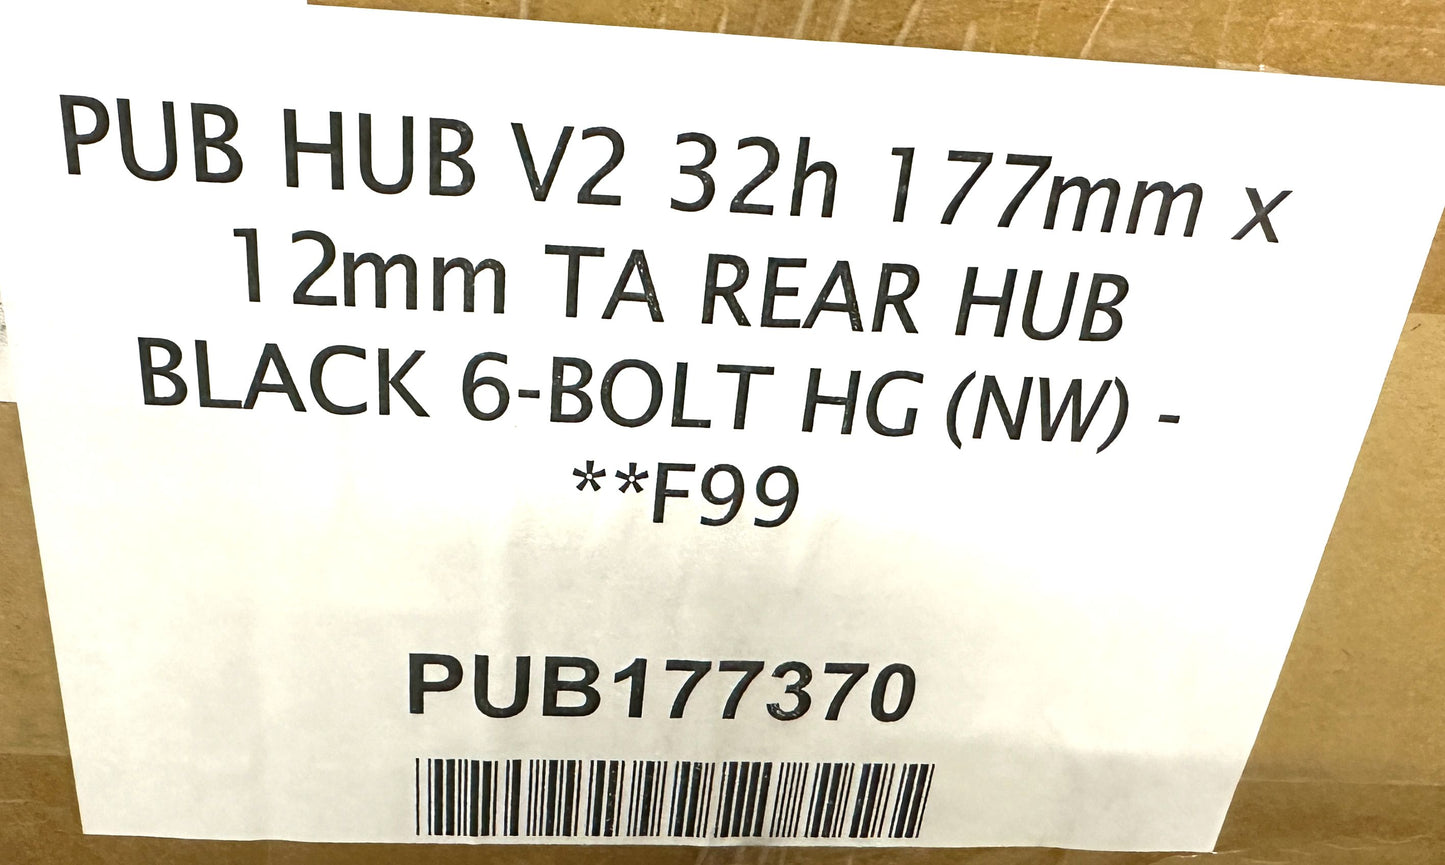 PUB HUB V2 32h 177mm x
12mm TA REAR HUB
BLACK 6-BOLT HG (NW) -
**F99
PUB177370